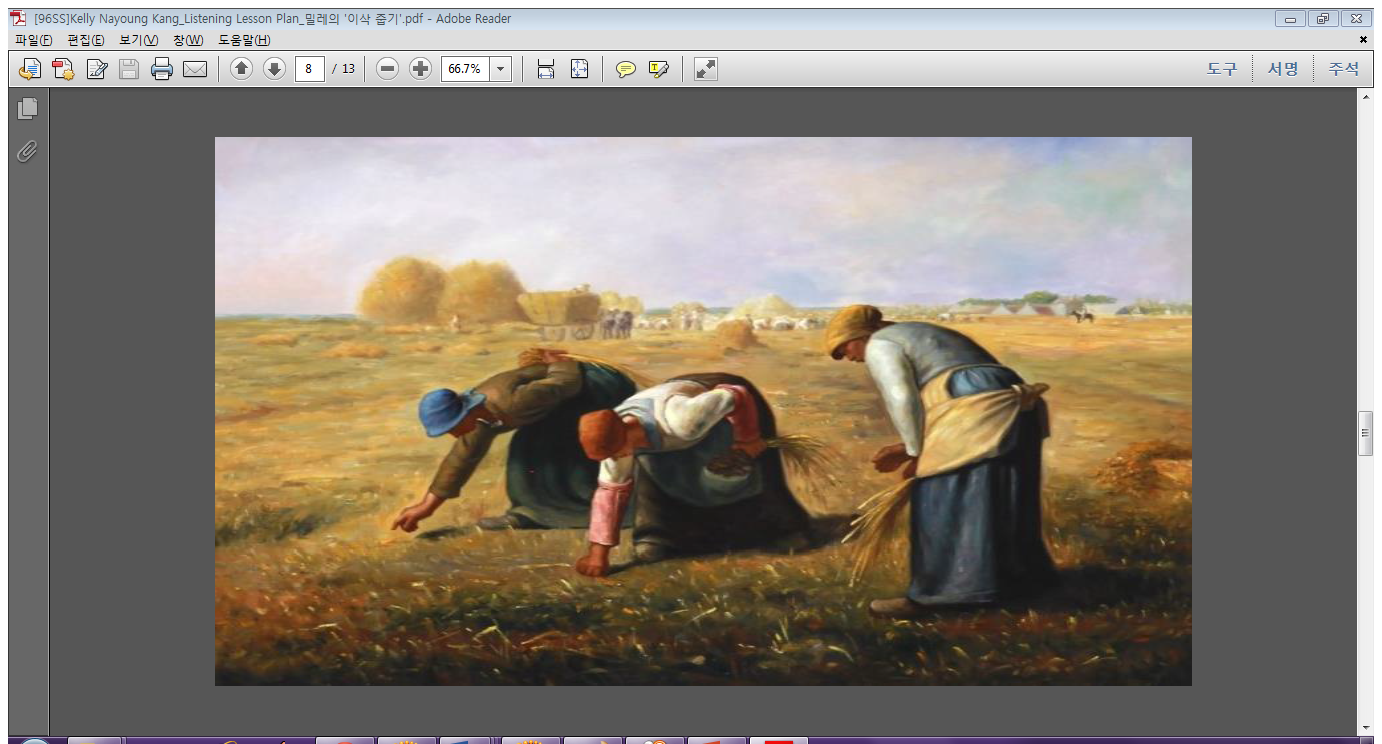 [96SS]Kelly Nayoung Kang_Listening Lesson Plan_밀레의 '이삭 줍기'.pdf - Adobe Reader
파일(F) 편집(E) 보기(V) 창(W) 도움말(H)
8 / 13 66.7% 도구 서명 주석